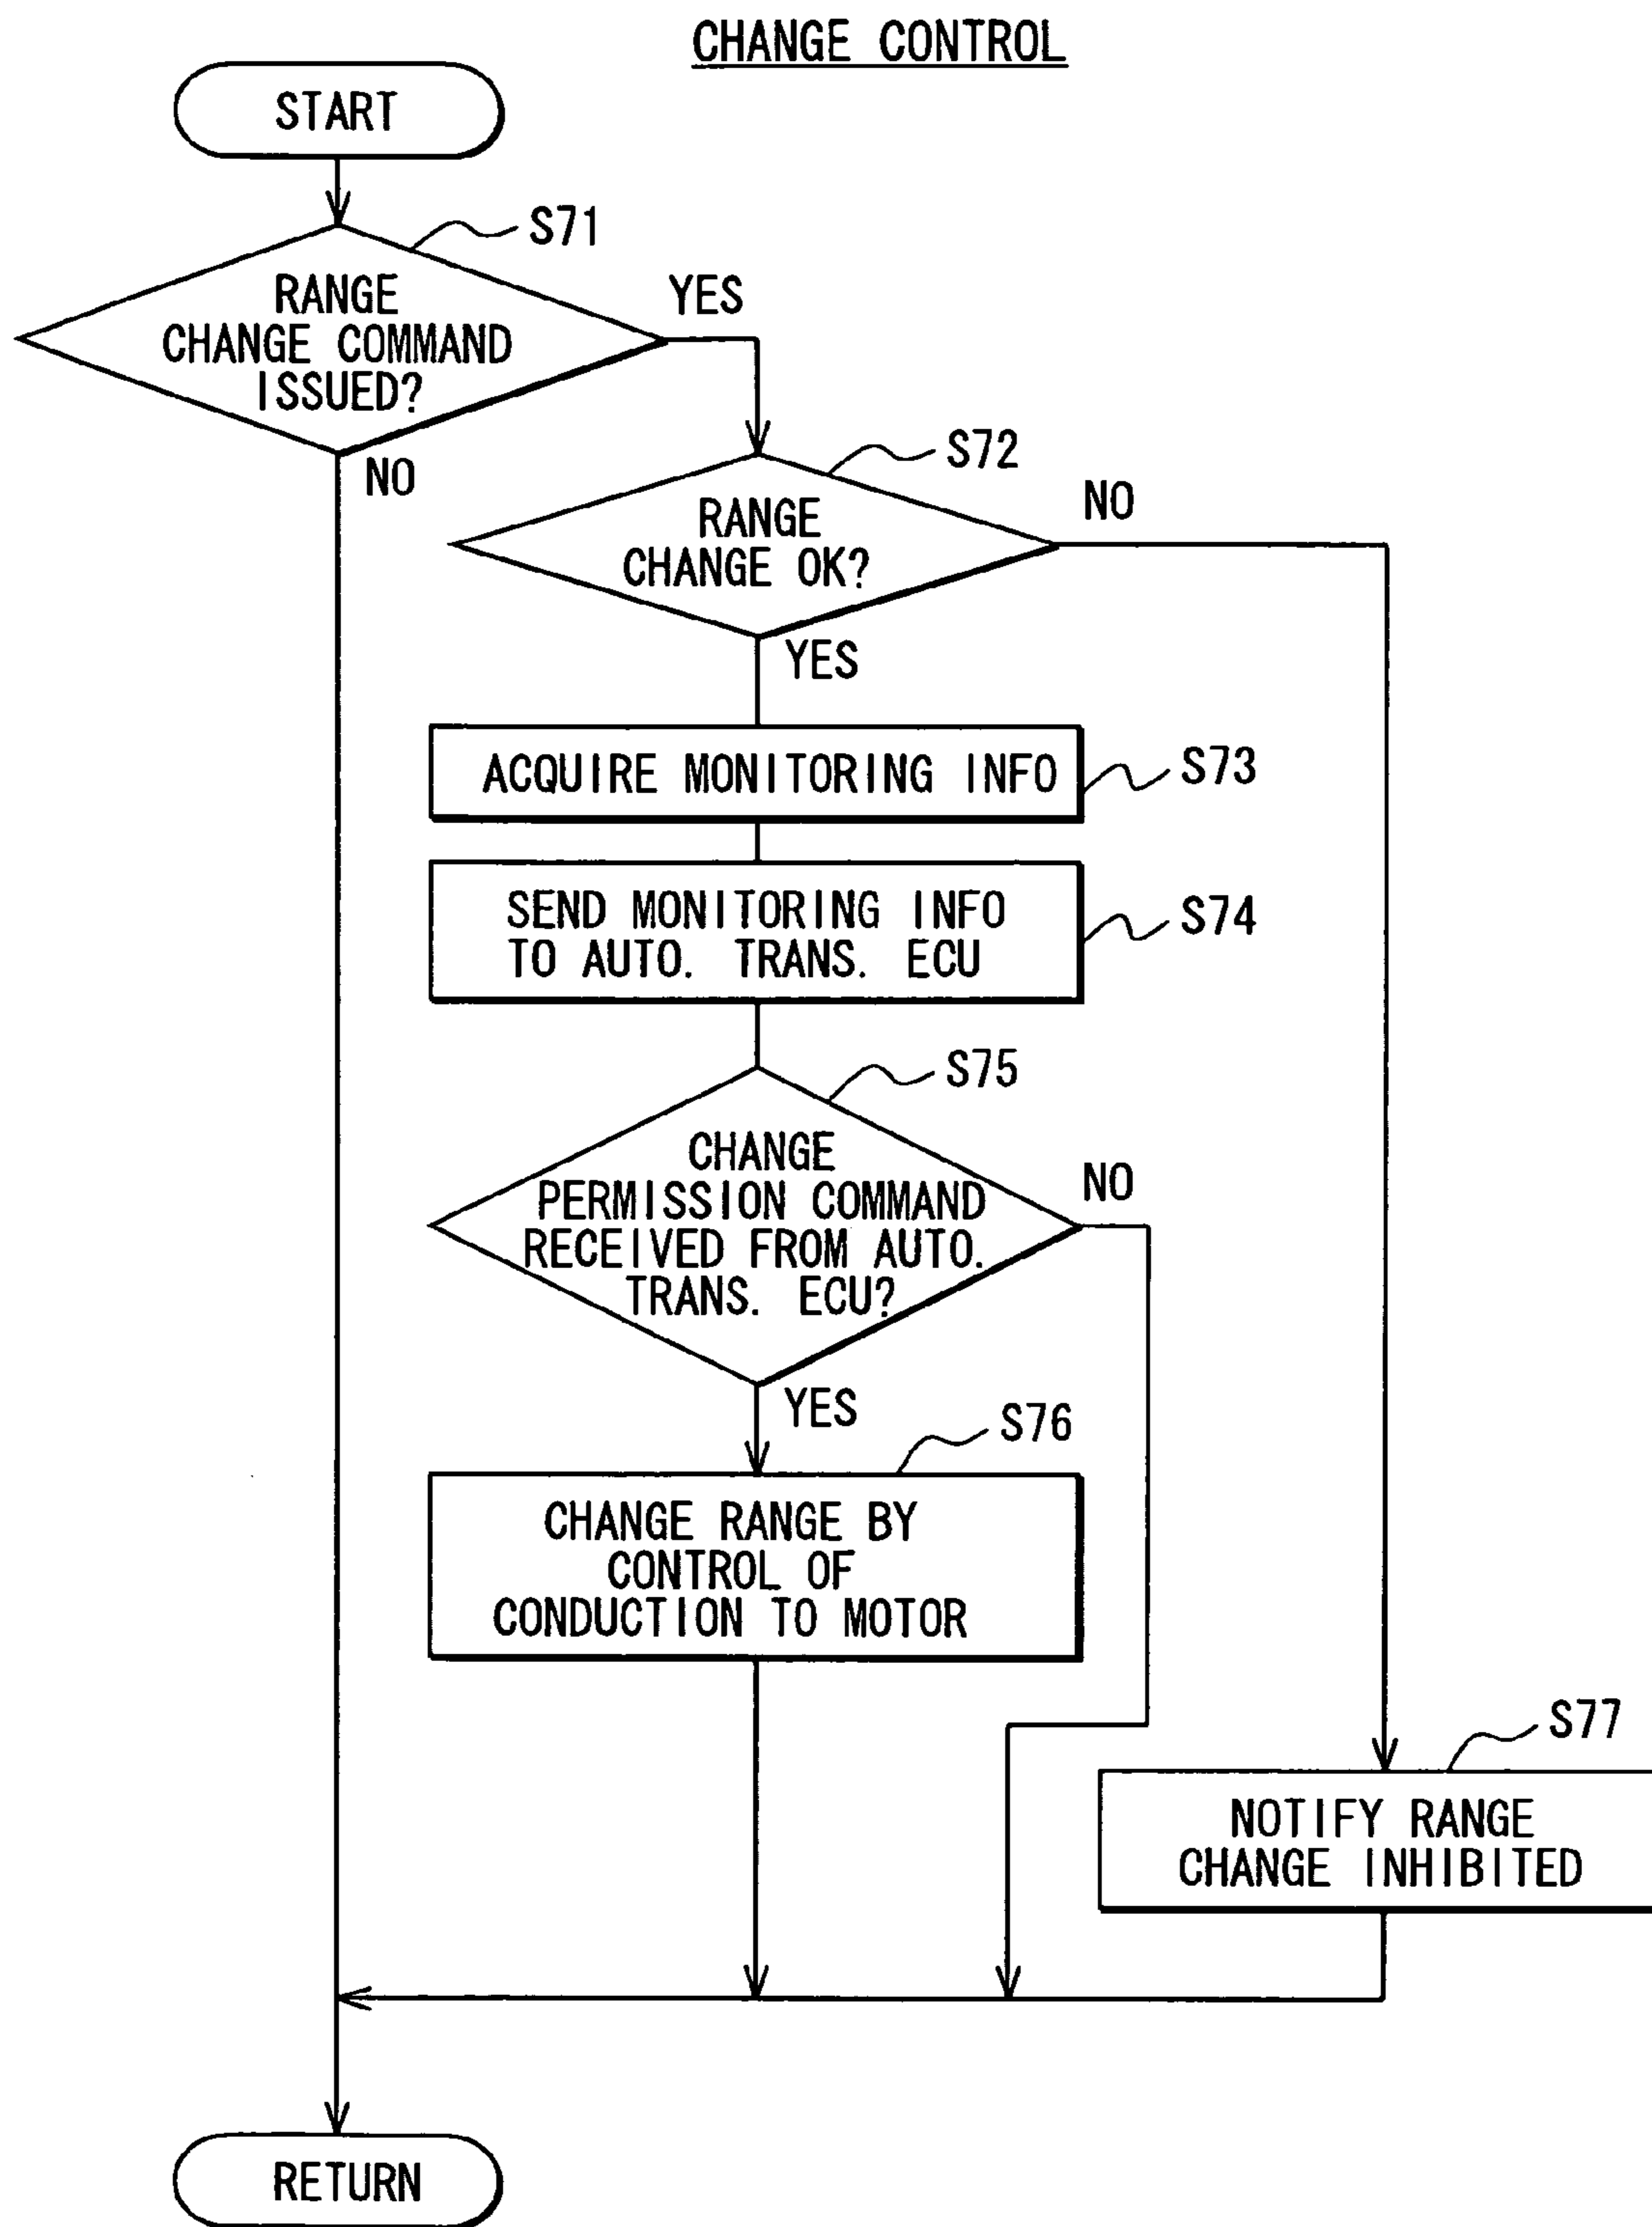 CHANGE CONTROL
START
S71
RANGE
CHANGE COMMAND
ISSUED?
YES
NO
S72
RANGE
CHANGE OK?
NO
YES
ACQUIRE MONITORING INFO
S73
SEND MONITORING INFO
TO AUTO. TRANS. ECU
S74
S75
CHANGE
PERMISSION COMMAND
RECEIVED FROM AUTO.
TRANS. ECU?
NO
YES
S76
CHANGE RANGE BY
CONTROL OF
CONDUCTION TO MOTOR
S77
NOTIFY RANGE
CHANGE INHIBITED
RETURN